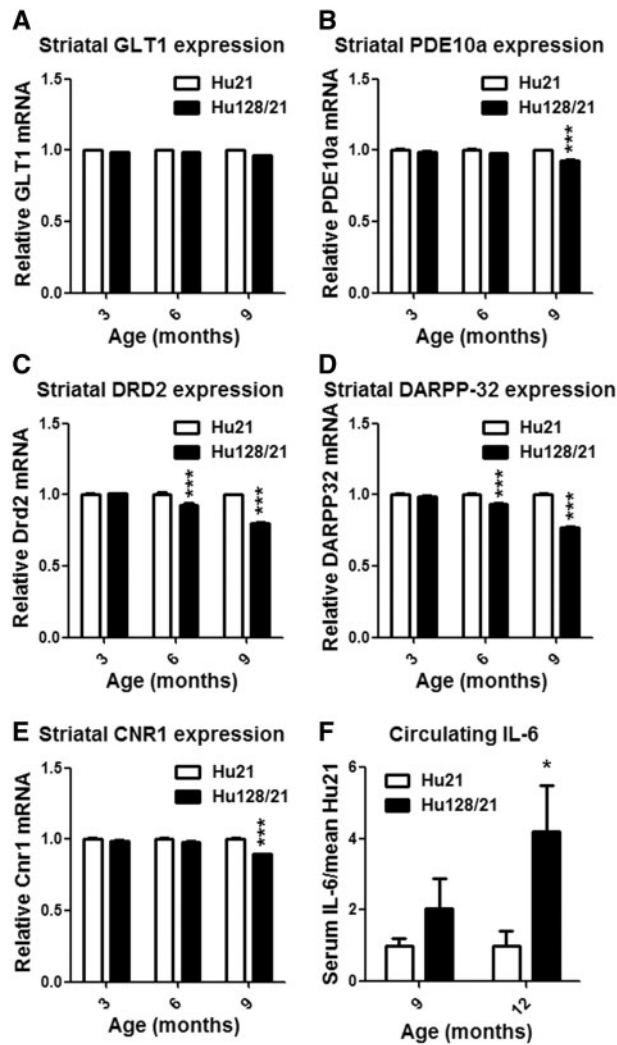 A
Striatal GLT1 expression
Relative GLT1 mRNA
1.5
1.0
0.5
0.0
Hu21
Hu128/21
3
6
9
Age (months)
B
Striatal PDE10a expression
Relative PDE10a mRNA
1.5
1.0
0.5
0.0
Hu21
Hu128/21
***
3
6
9
Age (months)
C
Striatal DRD2 expression
Relative Drd2 mRNA
1.5
1.0
0.5
0.0
Hu21
Hu128/21
***
***
3
6
9
Age (months)
D
Striatal DARPP-32 expression
Relative DARPP32 mRNA
1.5
1.0
0.5
0.0
Hu21
Hu128/21
***
***
3
6
9
Age (months)
E
Striatal CNR1 expression
Relative Cnr1 mRNA
1.5
1.0
0.5
0.0
Hu21
Hu128/21
***
3
6
9
Age (months)
F
Circulating IL-6
Serum IL-6/mean Hu21
6
4
2
0
Hu21
Hu128/21
*
9
12
Age (months)